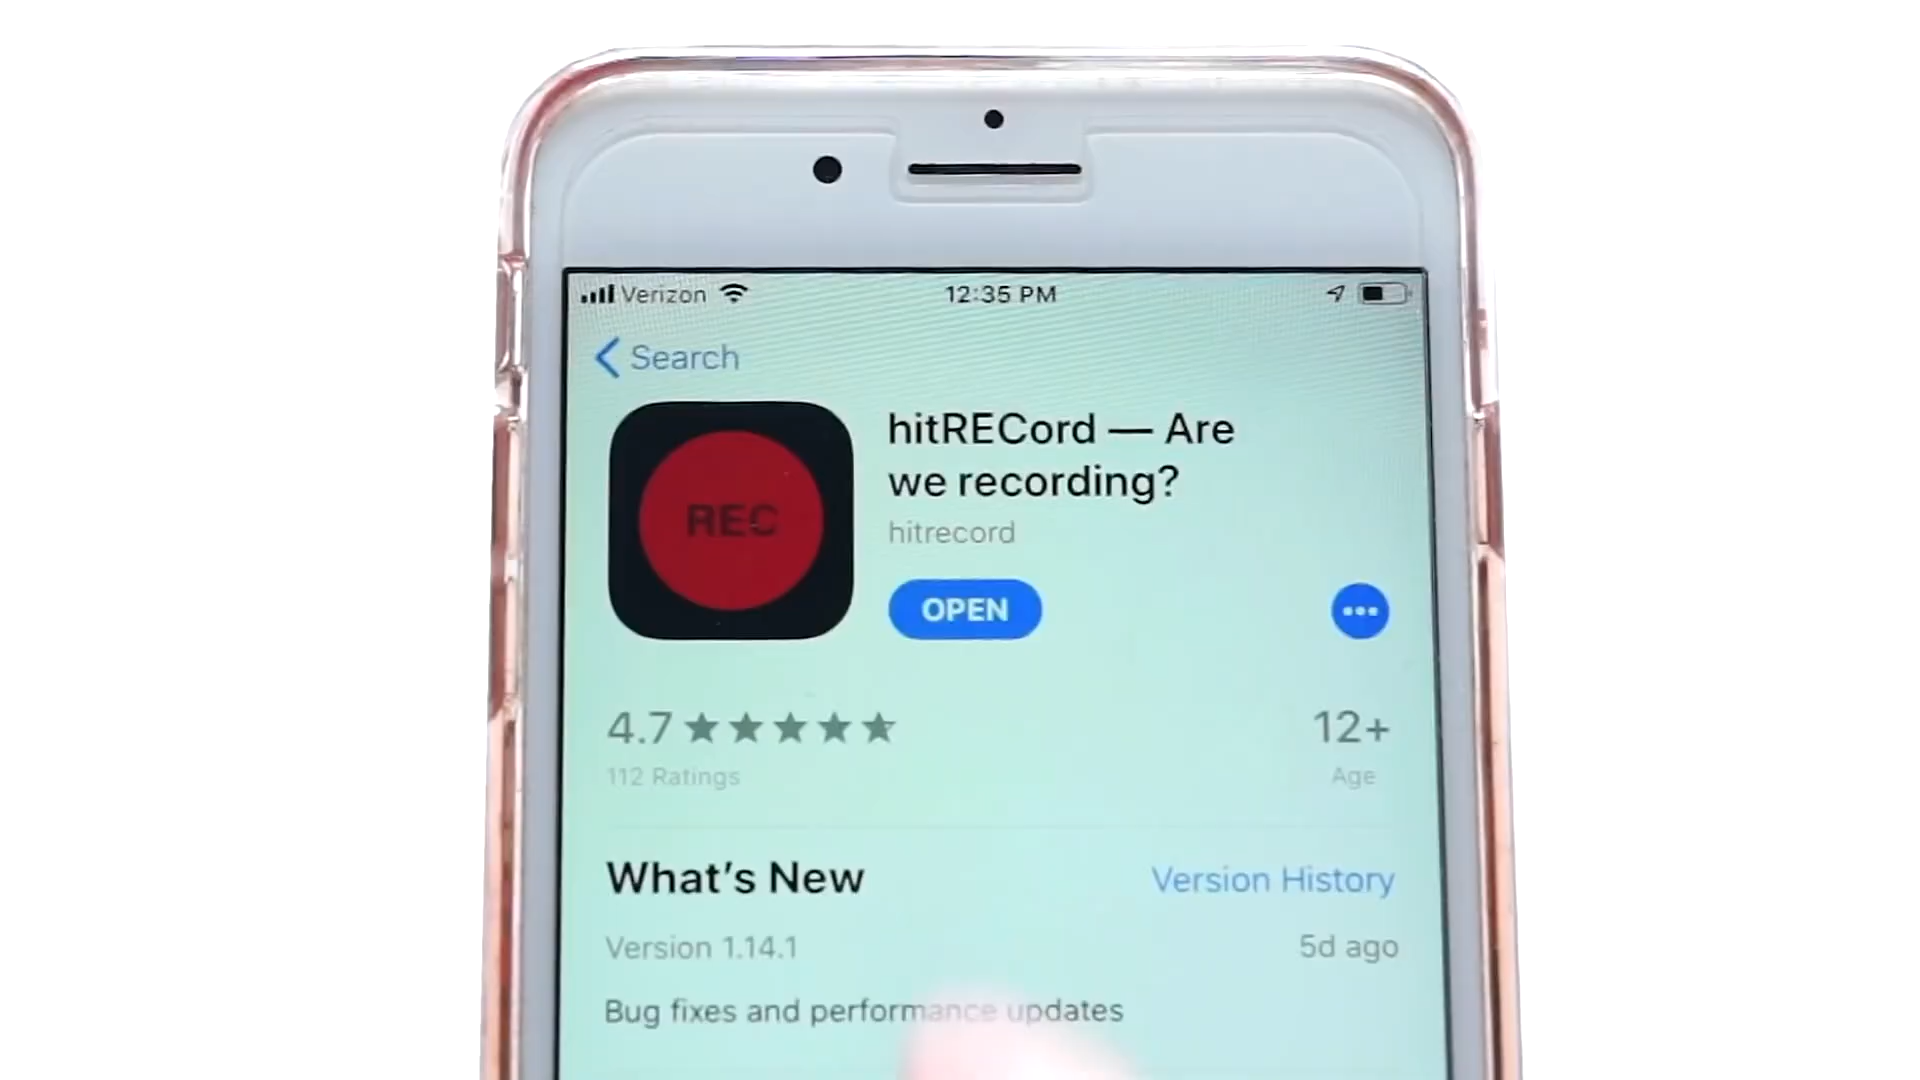 Verizon 12:35 PM
Search
hitRECord — Are
we recording?
hitrecord
REC
OPEN
4.7 12+
112 Ratings Age
What's New Version History
Version 1.14.1 5d ago
Bug fixes and performance updates